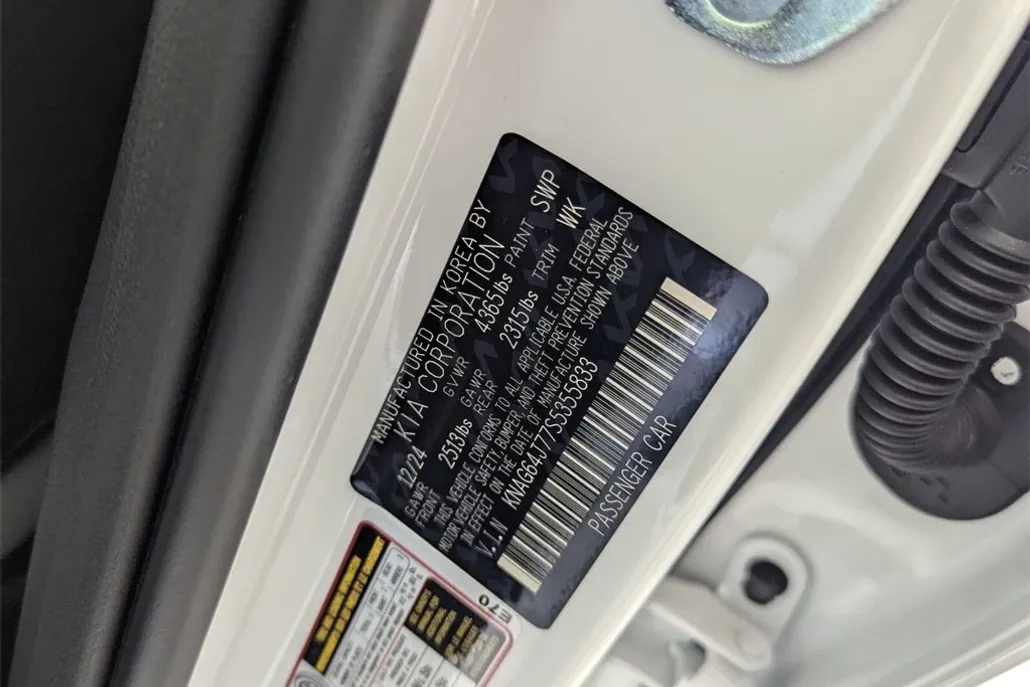 MANUFACTURED IN KOREA BY
12/24 KIA CORPORATION
GVWR 4365lbs PAINT SWP
GAWR FRONT 2513lbs GAWR REAR 2315lbs TRIM WK
THIS VEHICLE CONFORMS TO ALL APPLICABLE U.S.A. FEDERAL
MOTOR VEHICLE SAFETY, BUMPER, AND THEFT PREVENTION STANDARDS
IN EFFECT ON THE DATE OF MANUFACTURE SHOWN ABOVE
V.I.N KNAG64J77S5355833
PASSENGER CAR
E70